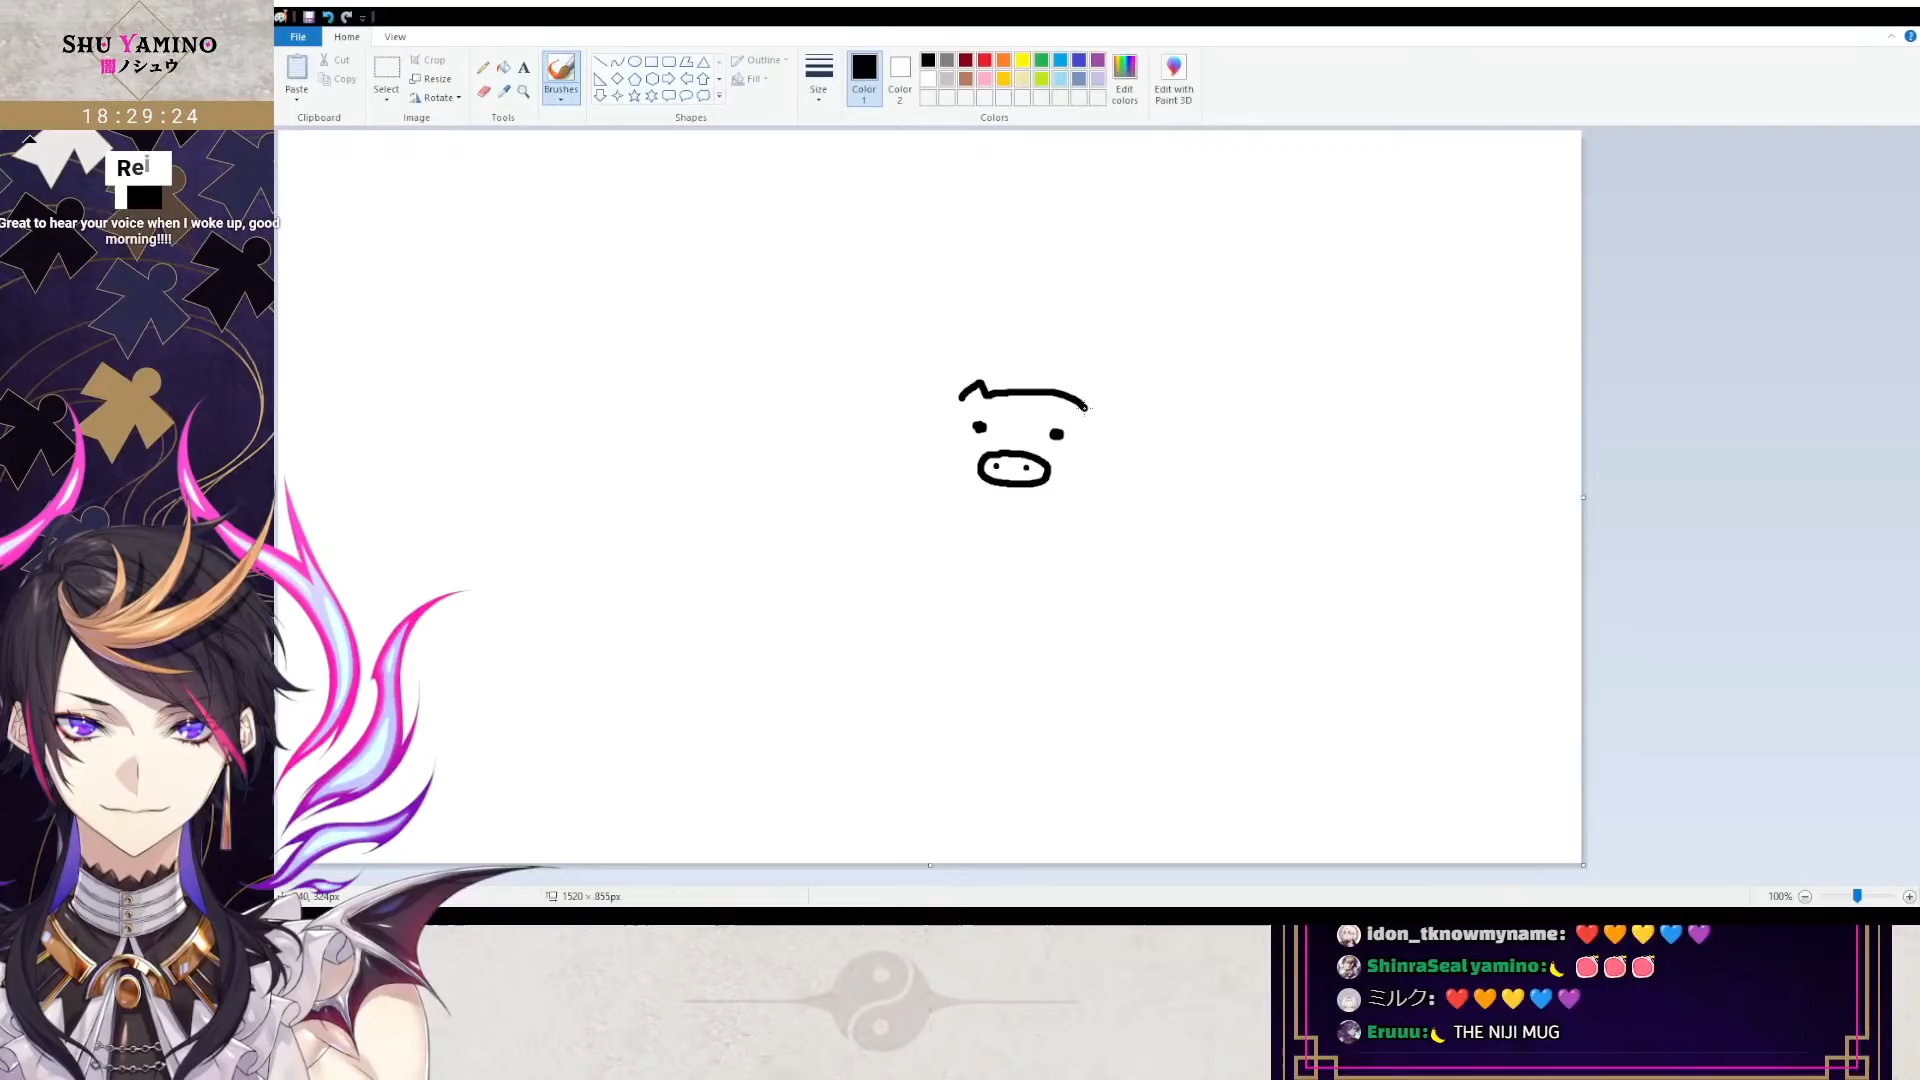 SHU YAMINO
闇ノシュウ
18:29:24
Rei
Great to hear your voice when I woke up, good
morning!!!!
File
Home
View
Paste
Cut
Copy
Clipboard
Select
Crop
Resize
Rotate
Image
A
Tools
Brushes
Outline
Fill
Shapes
Size
Color
1
Color
2
Edit
colors
Edit with
Paint 3D
Colors
40, 324px
1520 × 855px
100%
idon_tknowmyname:
ShinraSeal yamino:
ミルク:
Eruuu: THE NIJI MUG